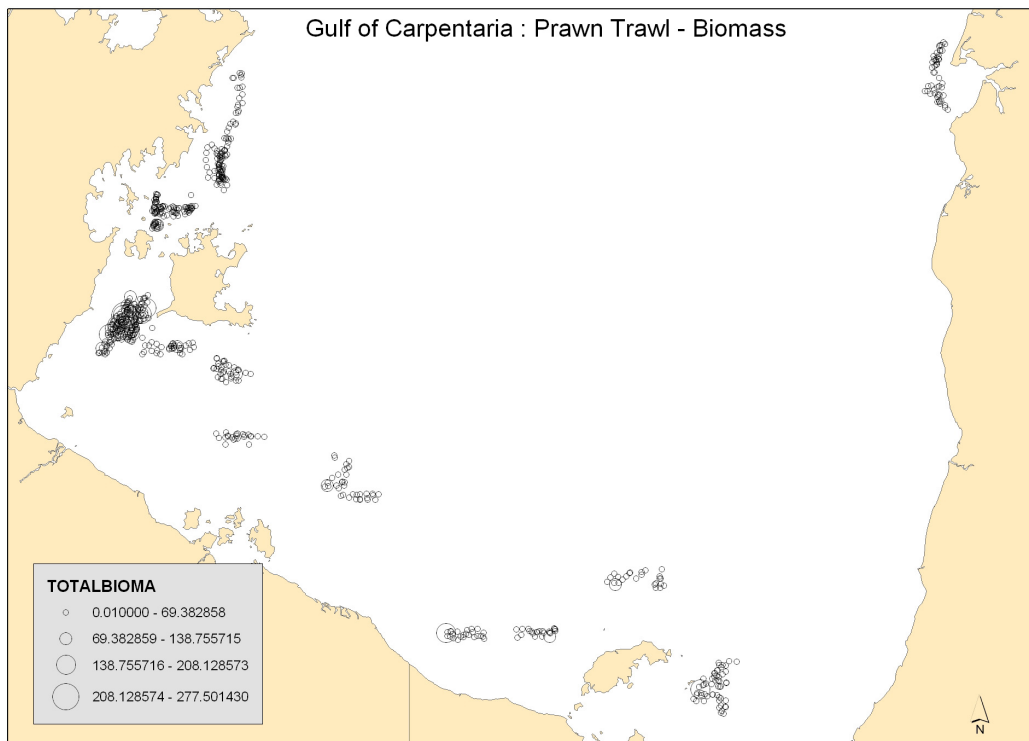 Gulf of Carpentaria : Prawn Trawl - Biomass
TOTALBIOMA
0.010000 - 69.382858
69.382859 - 138.755715
138.755716 - 208.128573
208.128574 - 277.501430
N